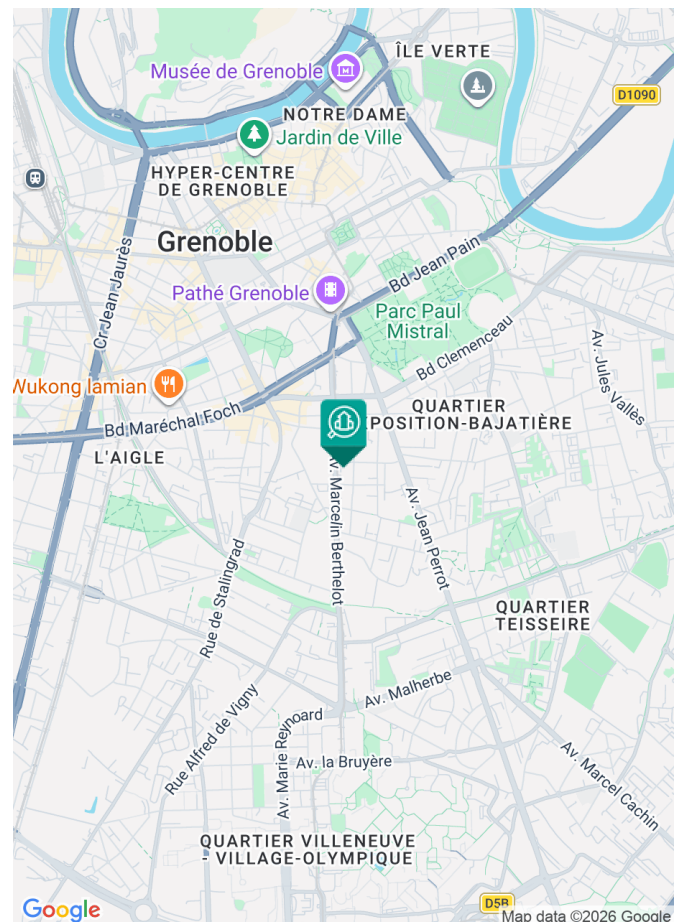 ÎLE VERTE
Musée de Grenoble
D1090
NOTRE DAME
Jardin de Ville
HYPER-CENTRE
DE GRENOBLE
Grenoble
Bd Jean Pain
Cr Jean Jaurès
Pathé Grenoble
Parc Paul
Mistral
Bd Clemenceau
Av. Jules Vallès
Wukong lamian
Bd Maréchal Foch
QUARTIER
POSITION-BAJATIÈRE
L'AIGLE
Av. Marcelin Berthelot
Av. Jean Perrot
Rue de Stalingrad
QUARTIER
TEISSEIRE
Av. Malherbe
Rue Alfred de Vigny
Av. Marie Reynoard
Av. la Bruyère
Av. Marcel Cachin
QUARTIER VILLENEUVE
- VILLAGE-OLYMPIQUE
D5B
Google
Map data ©2026 Google